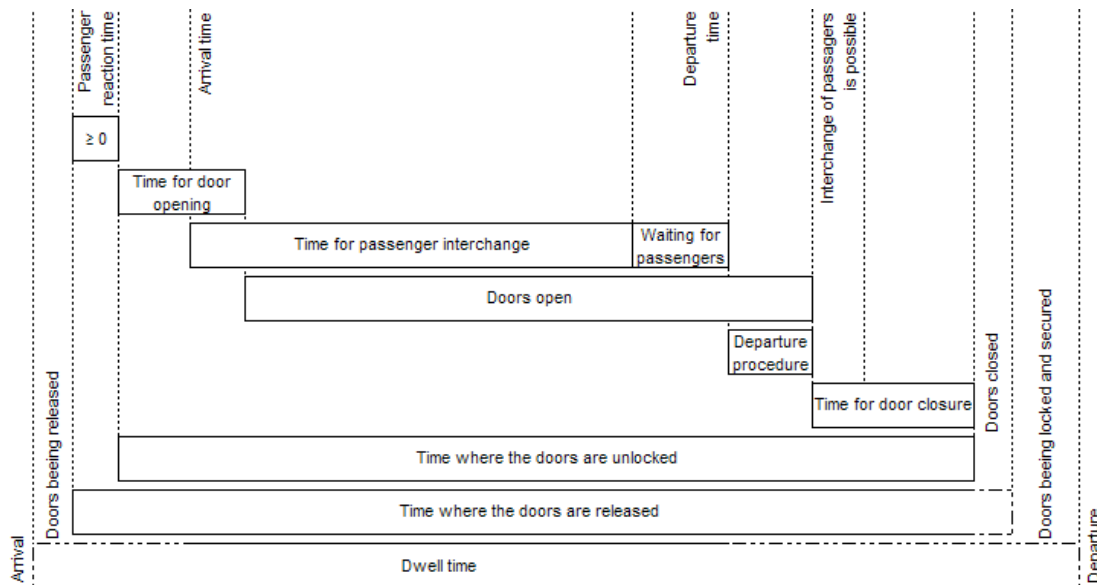 Passenger
reaction time
Arrival time
Departure
time
Interchange of passagers
is possible
≥ 0
Time for door
opening
Time for passenger interchange
Waiting for
passengers
Doors open
Departure
procedure
Time for door closure
Doors closed
Doors beeing locked and secured
Doors beeing released
Time where the doors are unlocked
Time where the doors are released
Arrival
Dwell time
Departure